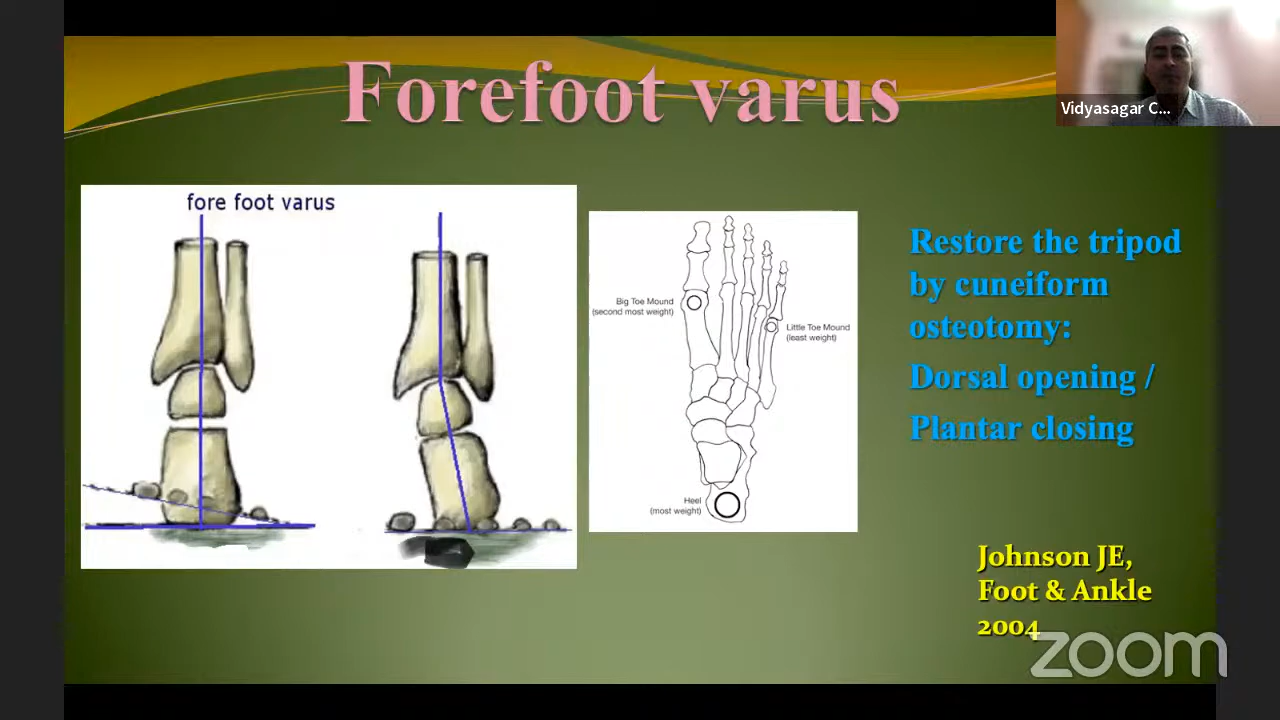 Forefoot varus
Vidyasagar C...
fore foot varus
Big Toe Mound
(second most weight)
Little Toe Mound
(least weight)
Heel
(most weight)
Restore the tripod
by cuneiform
osteotomy:
Dorsal opening /
Plantar closing
Johnson JE,
Foot & Ankle
2004
zoom